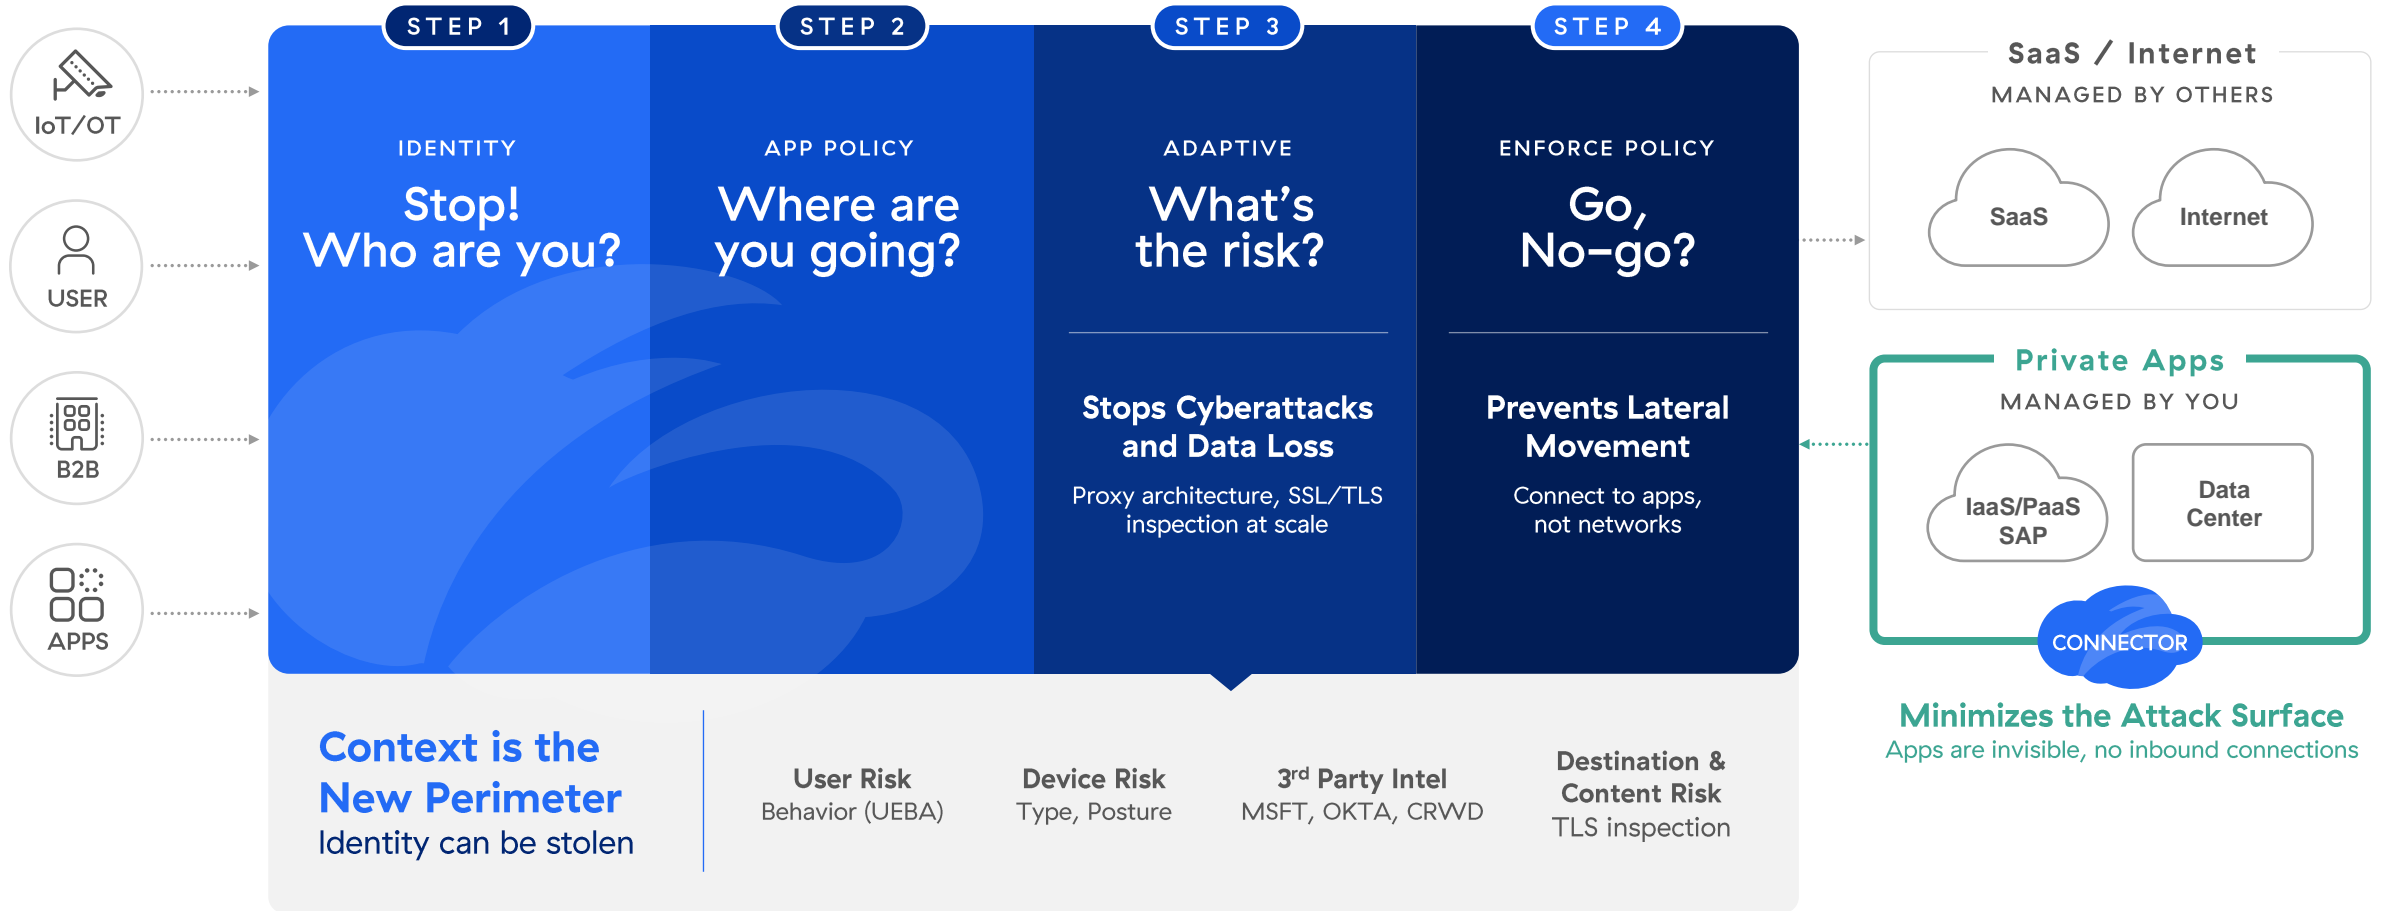 IoT/OT
USER
B2B
APPS
STEP 1
IDENTITY
Stop!
Who are you?
STEP 2
APP POLICY
Where are
you going?
STEP 3
ADAPTIVE
What's
the risk?
Stops Cyberattacks
and Data Loss
Proxy architecture, SSL/TLS
inspection at scale
STEP 4
ENFORCE POLICY
Go,
No–go?
Prevents Lateral
Movement
Connect to apps,
not networks
Context is the
New Perimeter
Identity can be stolen
User Risk
Behavior (UEBA)
Device Risk
Type, Posture
3rd Party Intel
MSFT, OKTA, CRWD
Destination &
Content Risk
TLS inspection
SaaS / Internet
MANAGED BY OTHERS
SaaS
Internet
Private Apps
MANAGED BY YOU
IaaS/PaaS
SAP
Data
Center
CONNECTOR
Minimizes the Attack Surface
Apps are invisible, no inbound connections